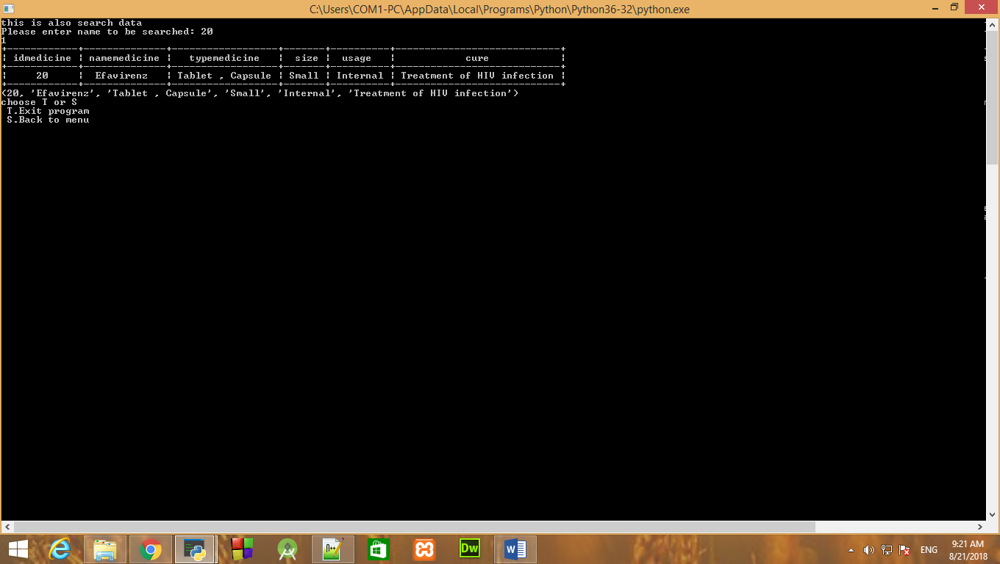 C:\Users\COM1-PC\AppData\Local\Programs\Python\Python36-32\python.exe
this is also search data
Please enter name to be searched: 20
1
+------------+--------------+------------------+--------+----------+----------------------------+
¦ idmedicine ¦ namemedicine ¦ typemedicine ¦ size ¦ usage ¦ cure ¦
+------------+--------------+------------------+--------+----------+----------------------------+
¦ 20 ¦ Efavirenz ¦ Tablet , Capsule ¦ Small ¦ Internal ¦ Treatment of HIV infection ¦
+------------+--------------+------------------+--------+----------+----------------------------+
(20, 'Efavirenz', 'Tablet , Capsule', 'Small', 'Internal', 'Treatment of HIV infection')
choose T or S
T.Exit program
S.Back to menu
N++
Dw
W
ENG
9:21 AM
8/21/2018